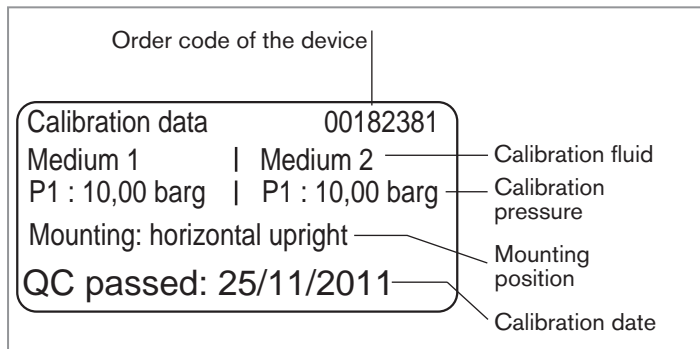 Order code of the device
Calibration data 00182381
Medium 1 | Medium 2
Calibration fluid
P1 : 10,00 barg | P1 : 10,00 barg
Calibration
pressure
Mounting: horizontal upright
Mounting
position
QC passed: 25/11/2011
Calibration date